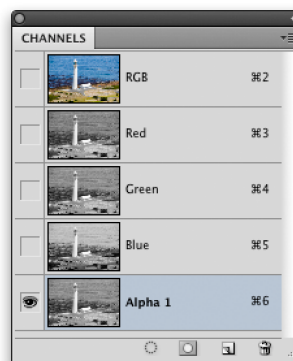 CHANNELS
RGB ⌘2
Red ⌘3
Green ⌘4
Blue ⌘5
Alpha 1 ⌘6